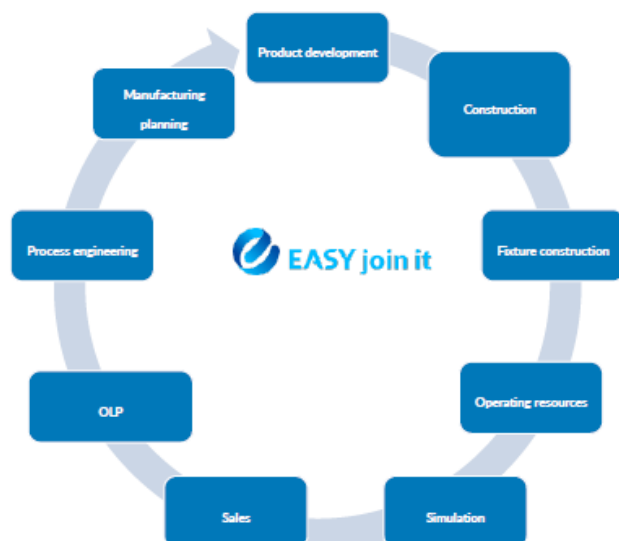 Product development
Construction
Fixture construction
Operating resources
Simulation
Sales
OLP
Process engineering
Manufacturing
planning
EASY join it